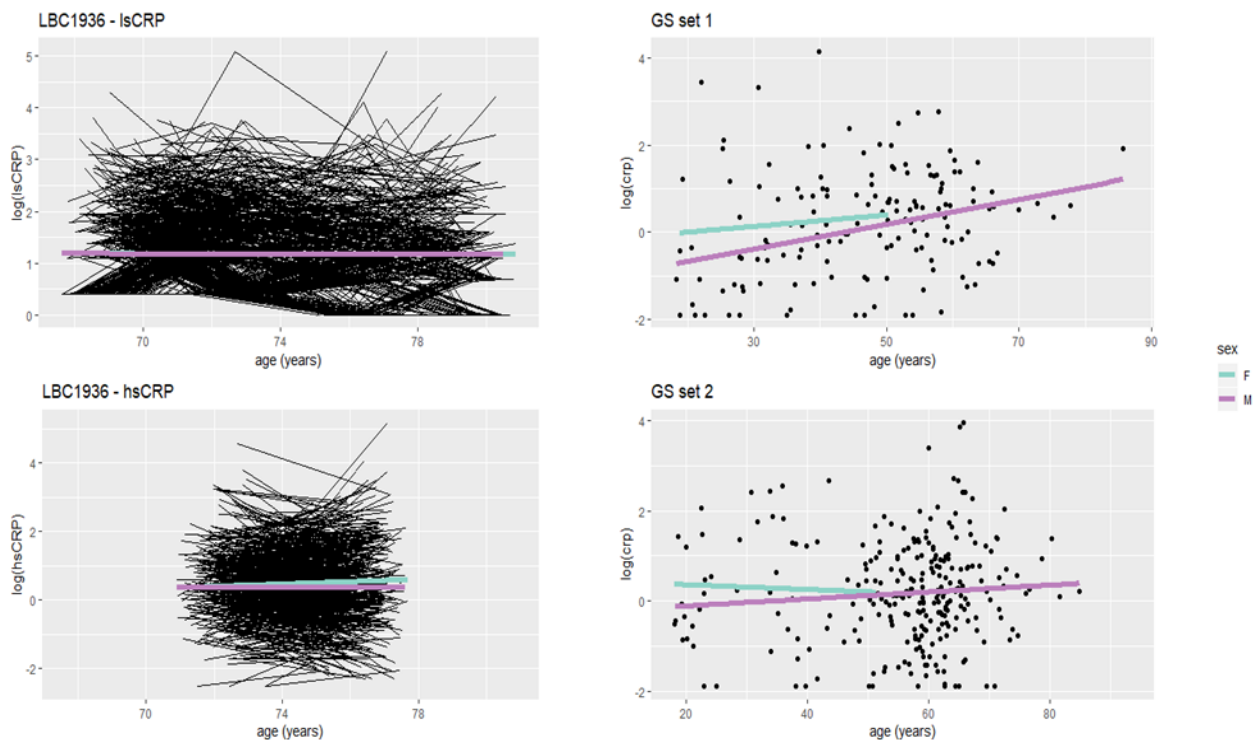 LBC1936 - lsCRP
5
4
3
2
1
0
log(lsCRP)
70
74
78
age (years)
GS set 1
4
2
0
-2
log(crp)
30
50
70
90
age (years)
LBC1936 - hsCRP
4
2
0
-2
log(hsCRP)
70
74
78
age (years)
GS set 2
4
2
0
-2
log(crp)
20
40
60
80
age (years)
sex
F
M